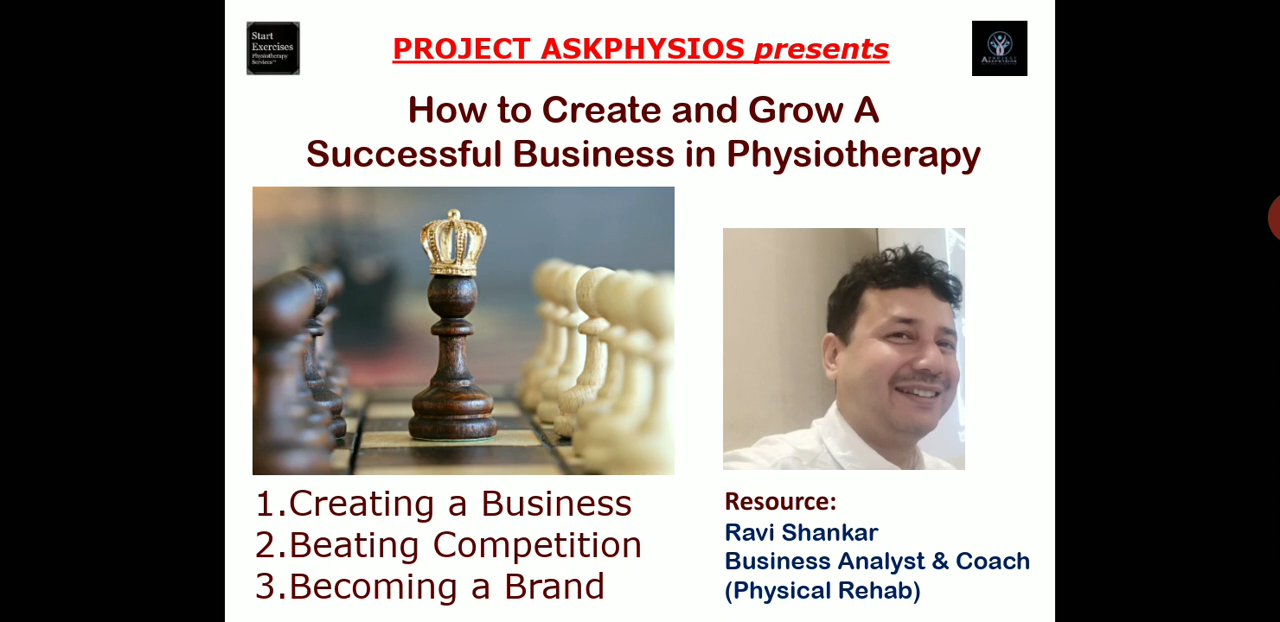 Start
Exercises
Physiotherapy
Services™
PROJECT ASKPHYSIOS presents
How to Create and Grow A
Successful Business in Physiotherapy
1.Creating a Business
2.Beating Competition
3.Becoming a Brand
Resource:
Ravi Shankar
Business Analyst & Coach
(Physical Rehab)